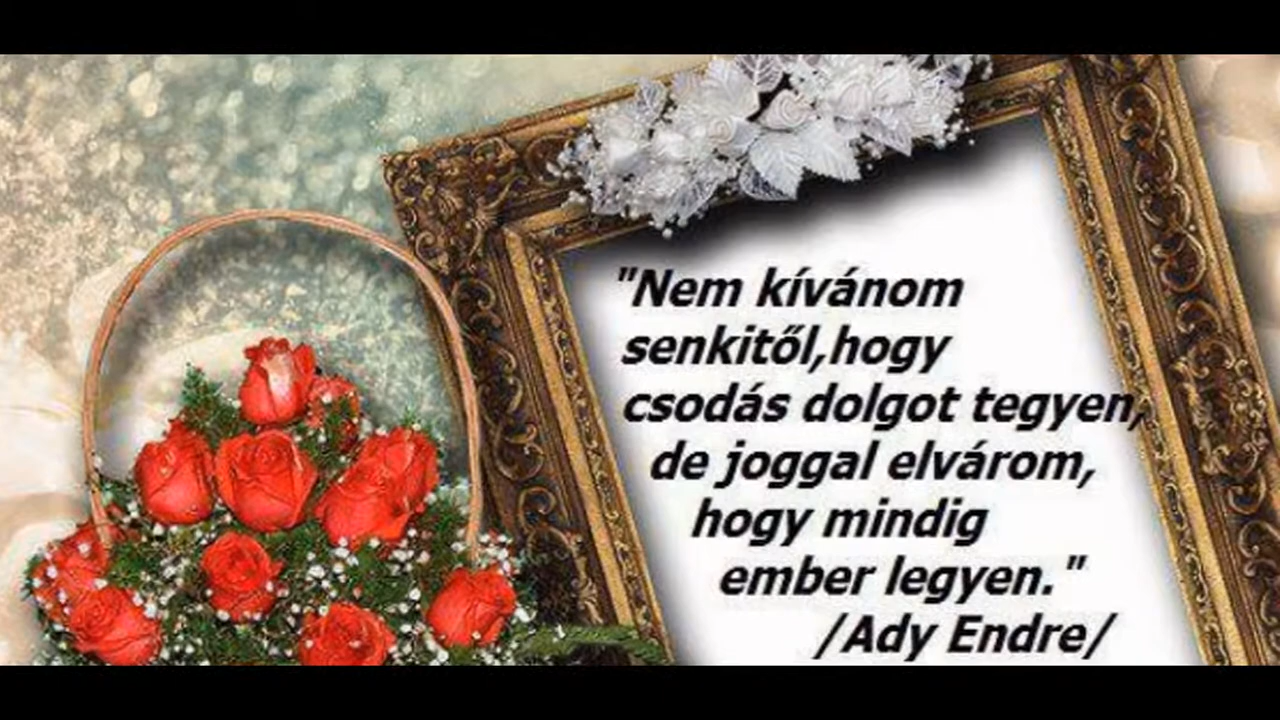 "Nem kívánom
senkitől,hogy
csodás dolgot tegyen,
de joggal elvárom,
hogy mindig
ember legyen."
/Ady Endre/